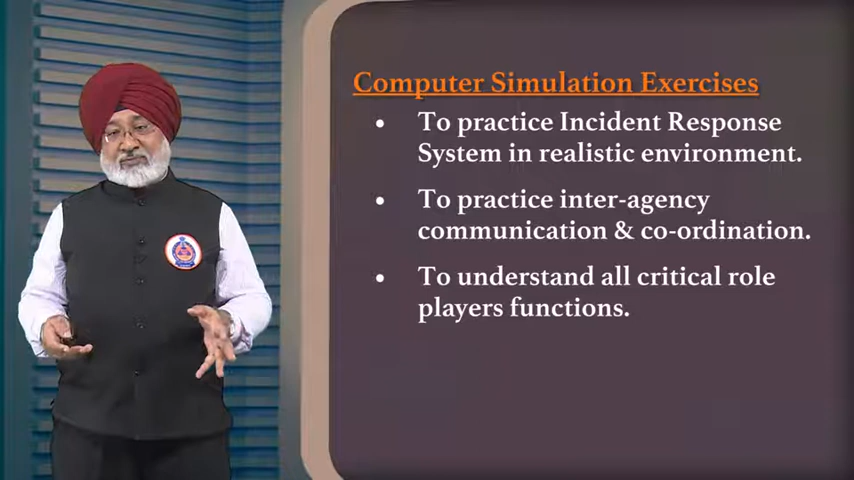 Computer Simulation Exercises
• To practice Incident Response
System in realistic environment.
• To practice inter-agency
communication & co-ordination.
• To understand all critical role
players functions.